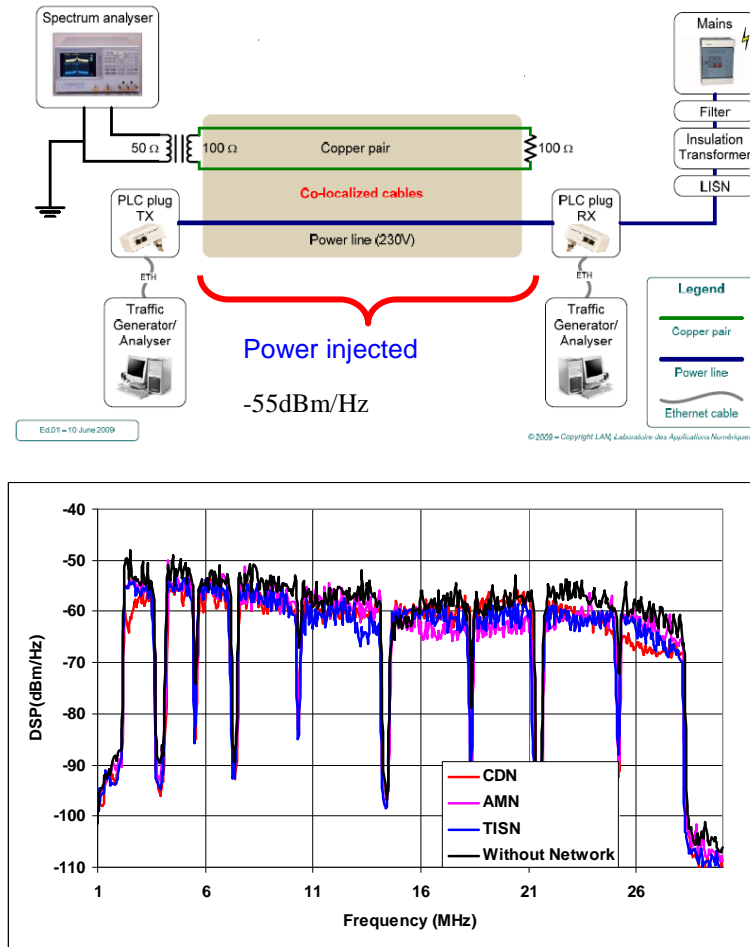 Spectrum analyser
Mains
Filter
Insulation
Transformer
LISN
50 Ω
100 Ω
Copper pair
100 Ω
Co-localized cables
PLC plug
TX
PLC plug
RX
Power line (230V)
ETH
ETH
Traffic
Generator/
Analyser
Traffic
Generator/
Analyser
Power injected
-55dBm/Hz
Legend
Copper pair
Power line
Ethernet cable
Ed.01 – 10 June 2009
© 2009 – Copyright LAN, Laboratoire des Applications Numériques
-40
-50
-60
-70
-80
-90
-100
-110
DSP(dBm/Hz)
CDN
AMN
TISN
Without Network
1 6 11 16 21 26
Frequency (MHz)